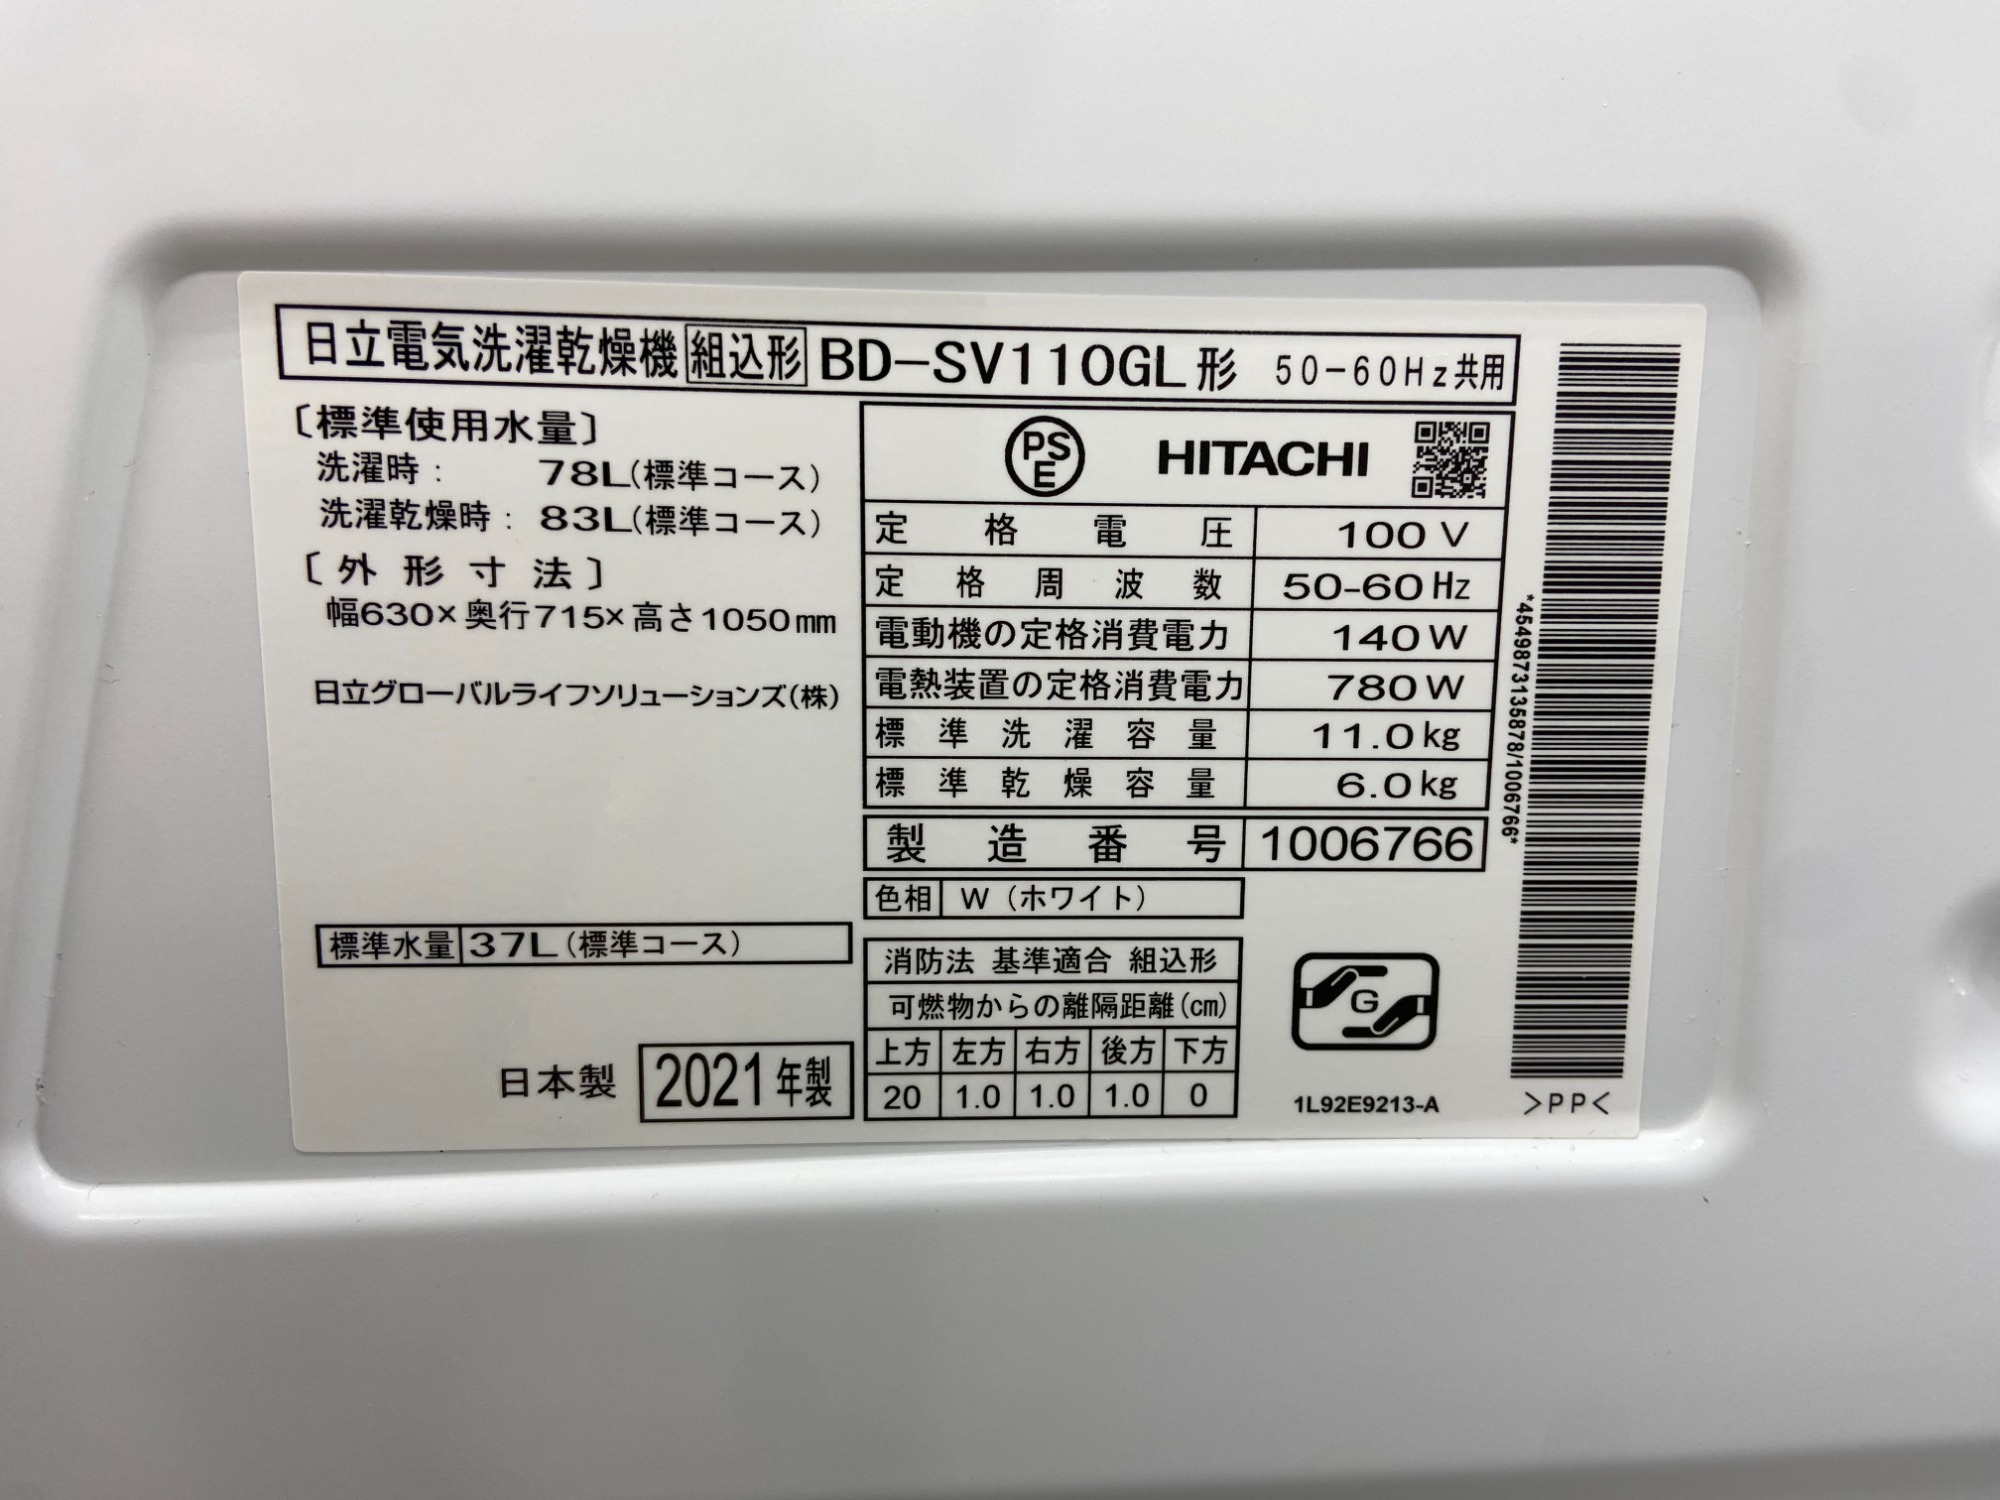 日立電気洗濯乾燥機 組込形 BD-SV110GL形 50-60Hz共用
〔標準使用水量〕
洗濯時： 78L(標準コース)
洗濯乾燥時： 83L(標準コース)
〔外形寸法〕
幅630×奥行715×高さ1050mm
日立グローバルライフソリューションズ(株)
標準水量 37L(標準コース)
日本製 2021年製
PSE HITACHI
定格電圧 100V
定格周波数 50-60Hz
電動機の定格消費電力 140W
電熱装置の定格消費電力 780W
標準洗濯容量 11.0kg
標準乾燥容量 6.0kg
製造番号 1006766
色相 W(ホワイト)
消防法 基準適合 組込形
可燃物からの離隔距離(cm)
上方 左方 右方 後方 下方
20 1.0 1.0 1.0 0
G
1L92E9213-A
*4549873135878/1006766*
>PP<